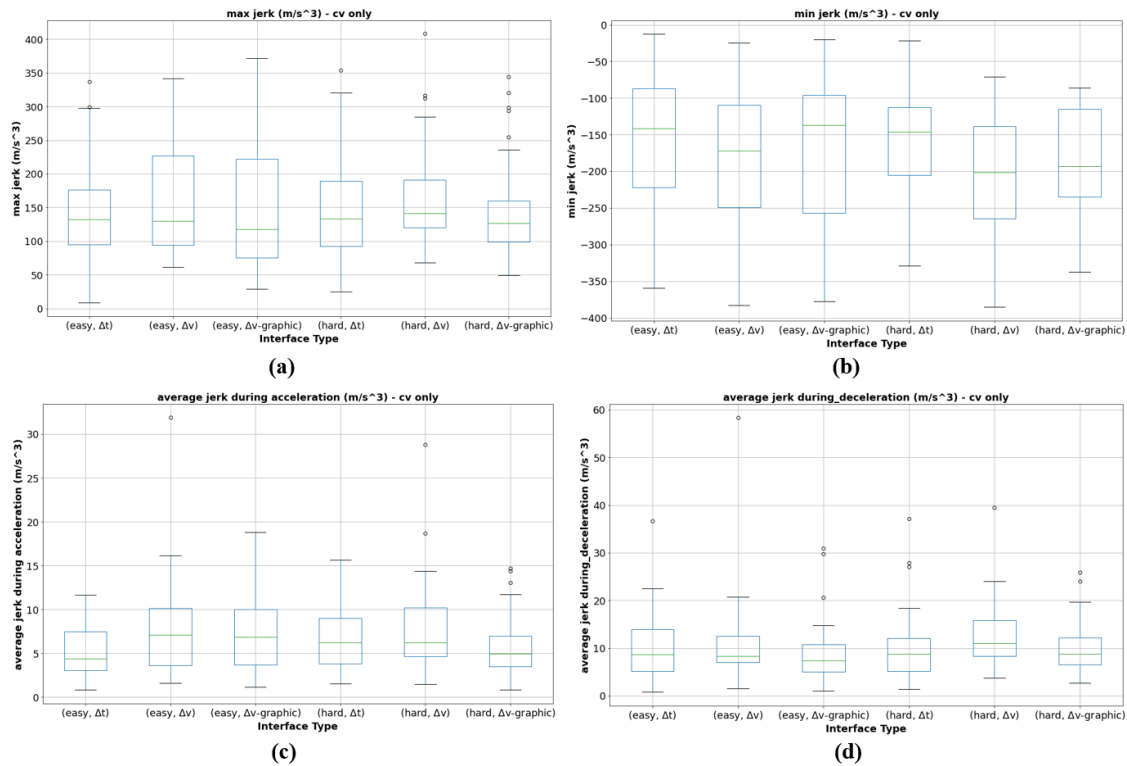 max jerk (m/s^3) - cv only
max jerk (m/s^3)
400
350
300
250
200
150
100
50
0
(easy, Δt) (easy, Δv) (easy, Δv-graphic) (hard, Δt) (hard, Δv) (hard, Δv-graphic)
Interface Type
(a)
min jerk (m/s^3) - cv only
min jerk (m/s^3)
0
−50
−100
−150
−200
−250
−300
−350
−400
(easy, Δt) (easy, Δv) (easy, Δv-graphic) (hard, Δt) (hard, Δv) (hard, Δv-graphic)
Interface Type
(b)
average jerk during acceleration (m/s^3) - cv only
average jerk during acceleration (m/s^3)
30
25
20
15
10
5
0
(easy, Δt) (easy, Δv) (easy, Δv-graphic) (hard, Δt) (hard, Δv) (hard, Δv-graphic)
Interface Type
(c)
average jerk during_deceleration (m/s^3) - cv only
average jerk during_deceleration (m/s^3)
60
50
40
30
20
10
0
(easy, Δt) (easy, Δv) (easy, Δv-graphic) (hard, Δt) (hard, Δv) (hard, Δv-graphic)
Interface Type
(d)